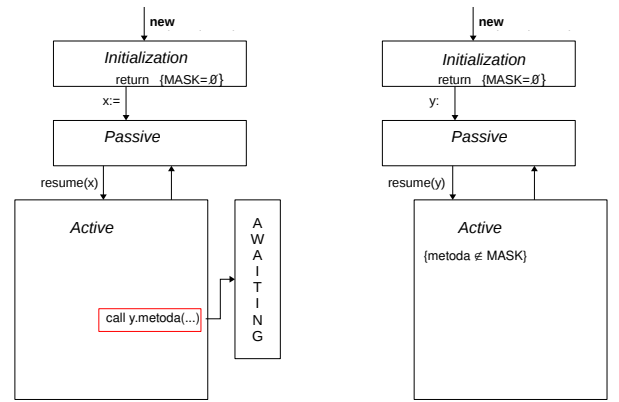 new
Initialization
return {MASK=Ø}
x:=
Passive
resume(x)
Active
call y.metoda(...)
A
W
A
I
T
I
N
G
new
Initialization
return {MASK=Ø}
y:
Passive
resume(y)
Active
{metoda ∉ MASK}